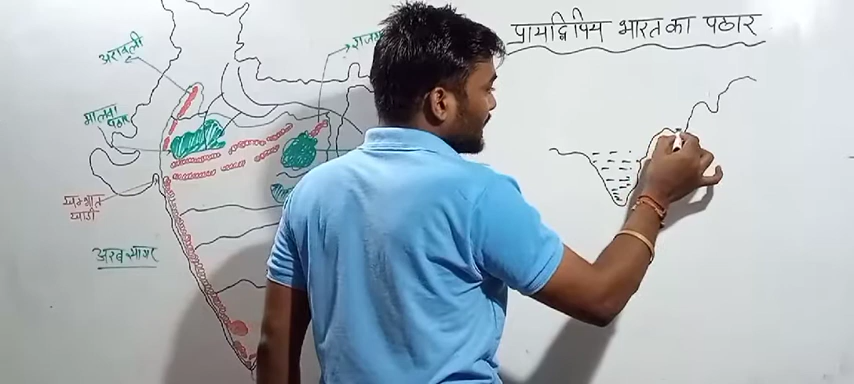 प्रायद्विपिय भारत का पठार
अरावली
मालवा
पठार
खम्भात
खाडी
अरब सागर